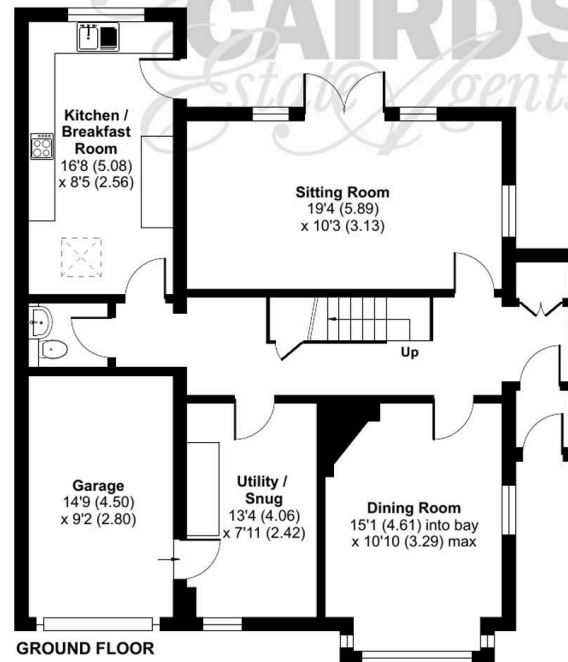 CAIRDS
Estate Agents
Kitchen /
Breakfast
Room
16'8 (5.08)
x 8'5 (2.56)
Sitting Room
19'4 (5.89)
x 10'3 (3.13)
Up
Garage
14'9 (4.50)
x 9'2 (2.80)
Utility /
Snug
13'4 (4.06)
x 7'11 (2.42)
Dining Room
15'1 (4.61) into bay
x 10'10 (3.29) max
GROUND FLOOR